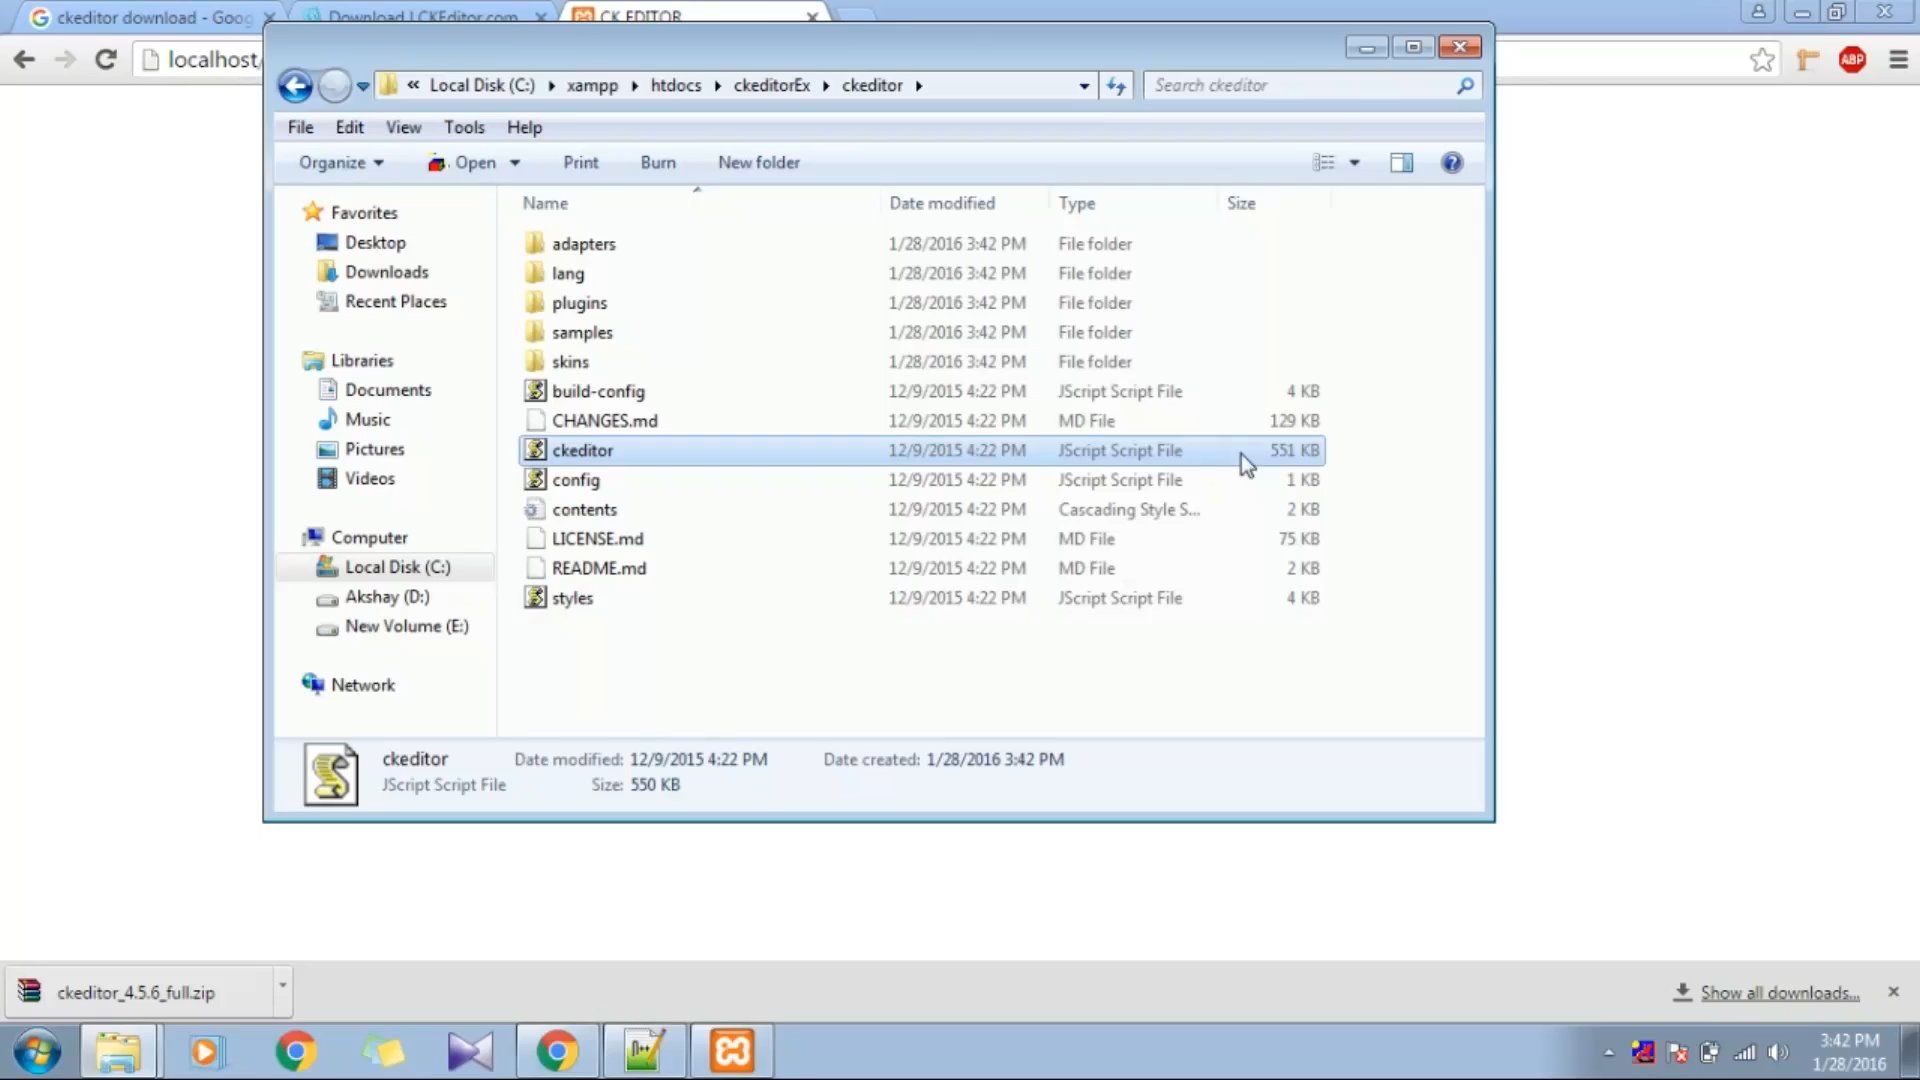 ckeditor download - Goog
Download | CKEditor.com
CK EDITOR
localhost/
« Local Disk (C:) xampp htdocs ckeditorEx ckeditor
Search ckeditor
ABP
File Edit View Tools Help
Organize Open Print Burn New folder
Name Date modified Type Size
Favorites
Desktop
Downloads
Recent Places
Libraries
Documents
Music
Pictures
Videos
Computer
Local Disk (C:)
Akshay (D:)
New Volume (E:)
Network
adapters 1/28/2016 3:42 PM File folder
lang 1/28/2016 3:42 PM File folder
plugins 1/28/2016 3:42 PM File folder
samples 1/28/2016 3:42 PM File folder
skins 1/28/2016 3:42 PM File folder
build-config 12/9/2015 4:22 PM JScript Script File 4 KB
CHANGES.md 12/9/2015 4:22 PM MD File 129 KB
ckeditor 12/9/2015 4:22 PM JScript Script File 551 KB
config 12/9/2015 4:22 PM JScript Script File 1 KB
contents 12/9/2015 4:22 PM Cascading Style S... 2 KB
LICENSE.md 12/9/2015 4:22 PM MD File 75 KB
README.md 12/9/2015 4:22 PM MD File 2 KB
styles 12/9/2015 4:22 PM JScript Script File 4 KB
ckeditor Date modified: 12/9/2015 4:22 PM Date created: 1/28/2016 3:42 PM
JScript Script File Size: 550 KB
ckeditor_4.5.6_full.zip
Show all downloads...
3:42 PM
1/28/2016